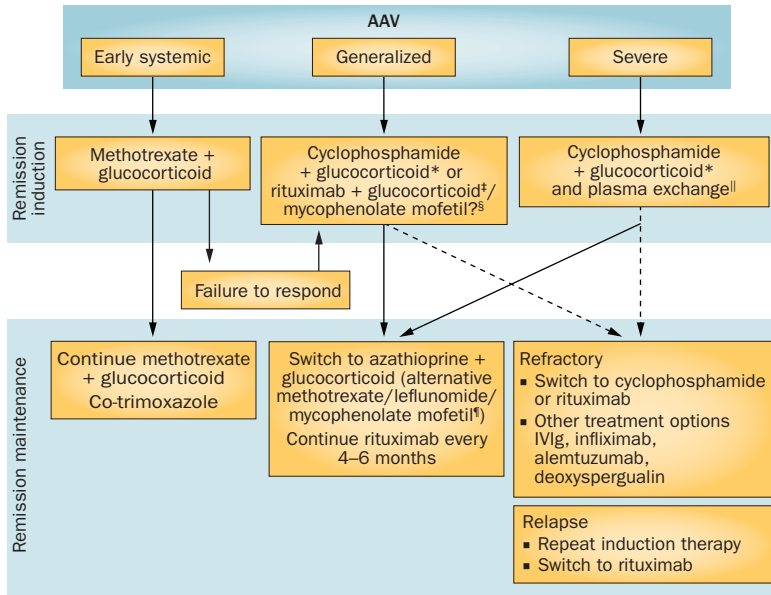 AAV
Early systemic
Generalized
Severe
Remission
induction
Methotrexate +
glucocorticoid
Cyclophosphamide
+ glucocorticoid* or
rituximab + glucocorticoid‡/
mycophenolate mofetil?§
Cyclophosphamide
+ glucocorticoid*
and plasma exchange||
Failure to respond
Remission maintenance
Continue methotrexate
+ glucocorticoid
Co-trimoxazole
Switch to azathioprine +
glucocorticoid (alternative
methotrexate/leflunomide/
mycophenolate mofetil¶)
Continue rituximab every
4–6 months
Refractory
▪ Switch to cyclophosphamide
or rituximab
▪ Other treatment options
IVIg, infliximab,
alemtuzumab,
deoxyspergualin
Relapse
▪ Repeat induction therapy
▪ Switch to rituximab